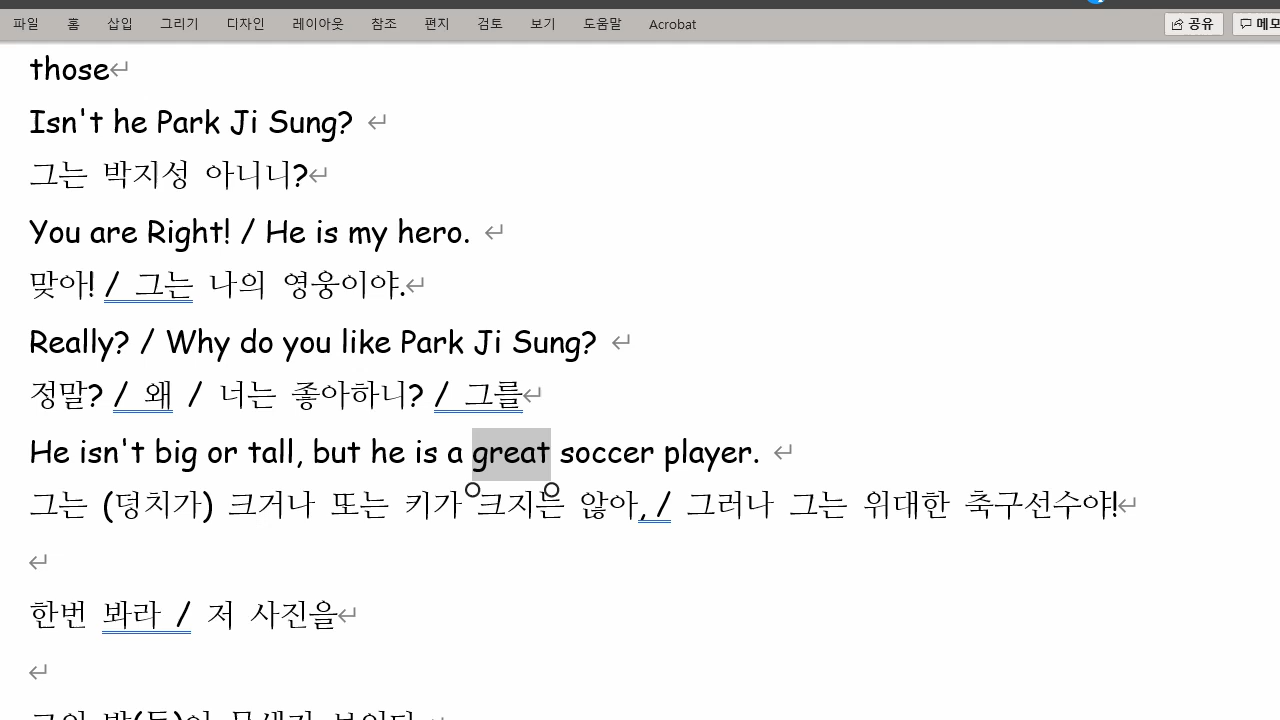 파일 홈 삽입 그리기 디자인 레이아웃 참조 편지 검토 보기 도움말 Acrobat 공유 메모
those
Isn't he Park Ji Sung?
그는 박지성 아니니?
You are Right! / He is my hero.
맞아! / 그는 나의 영웅이야.
Really? / Why do you like Park Ji Sung?
정말? / 왜 / 너는 좋아하니? / 그를
He isn't big or tall, but he is a great soccer player.
그는 (덩치가) 크거나 또는 키가 크지는 않아, / 그러나 그는 위대한 축구선수야!
한번 봐라 / 저 사진을